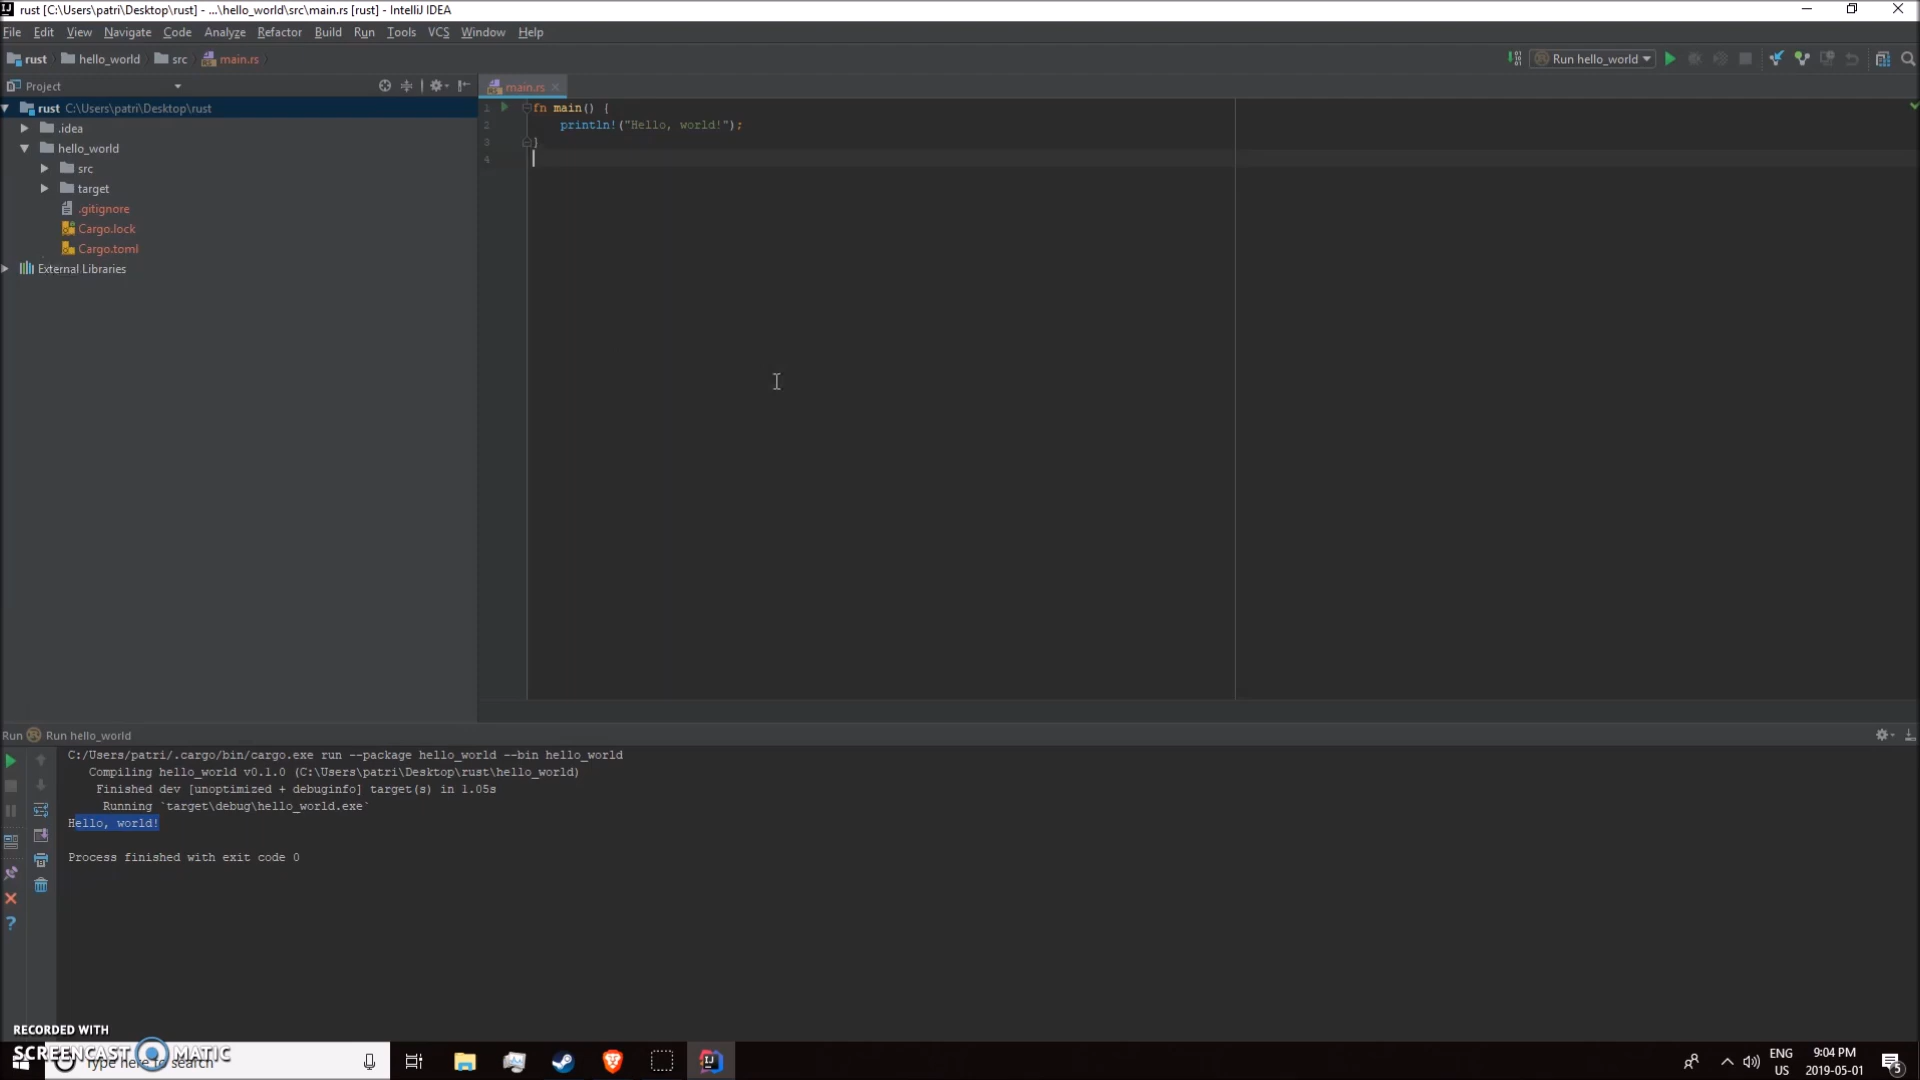 rust [C:\Users\patri\Desktop\rust] - ...\hello_world\src\main.rs [rust] - IntelliJ IDEA
File Edit View Navigate Code Analyze Refactor Build Run Tools VCS Window Help
rust hello_world src main.rs Run hello_world
Project main.rs
rust C:\Users\patri\Desktop\rust
.idea
hello_world
src
target
.gitignore
Cargo.lock
Cargo.toml
External Libraries
1 fn main() {
2 println!("Hello, world!");
3 }
4
Run Run hello_world
C:/Users/patri/.cargo/bin/cargo.exe run --package hello_world --bin hello_world
Compiling hello_world v0.1.0 (C:\Users\patri\Desktop\rust\hello_world)
Finished dev [unoptimized + debuginfo] target(s) in 1.05s
Running `target\debug\hello_world.exe`
Hello, world!
Process finished with exit code 0
RECORDED WITH
SCREENCAST MATIC
Type here to search
ENG
US
9:04 PM
2019-05-01
5